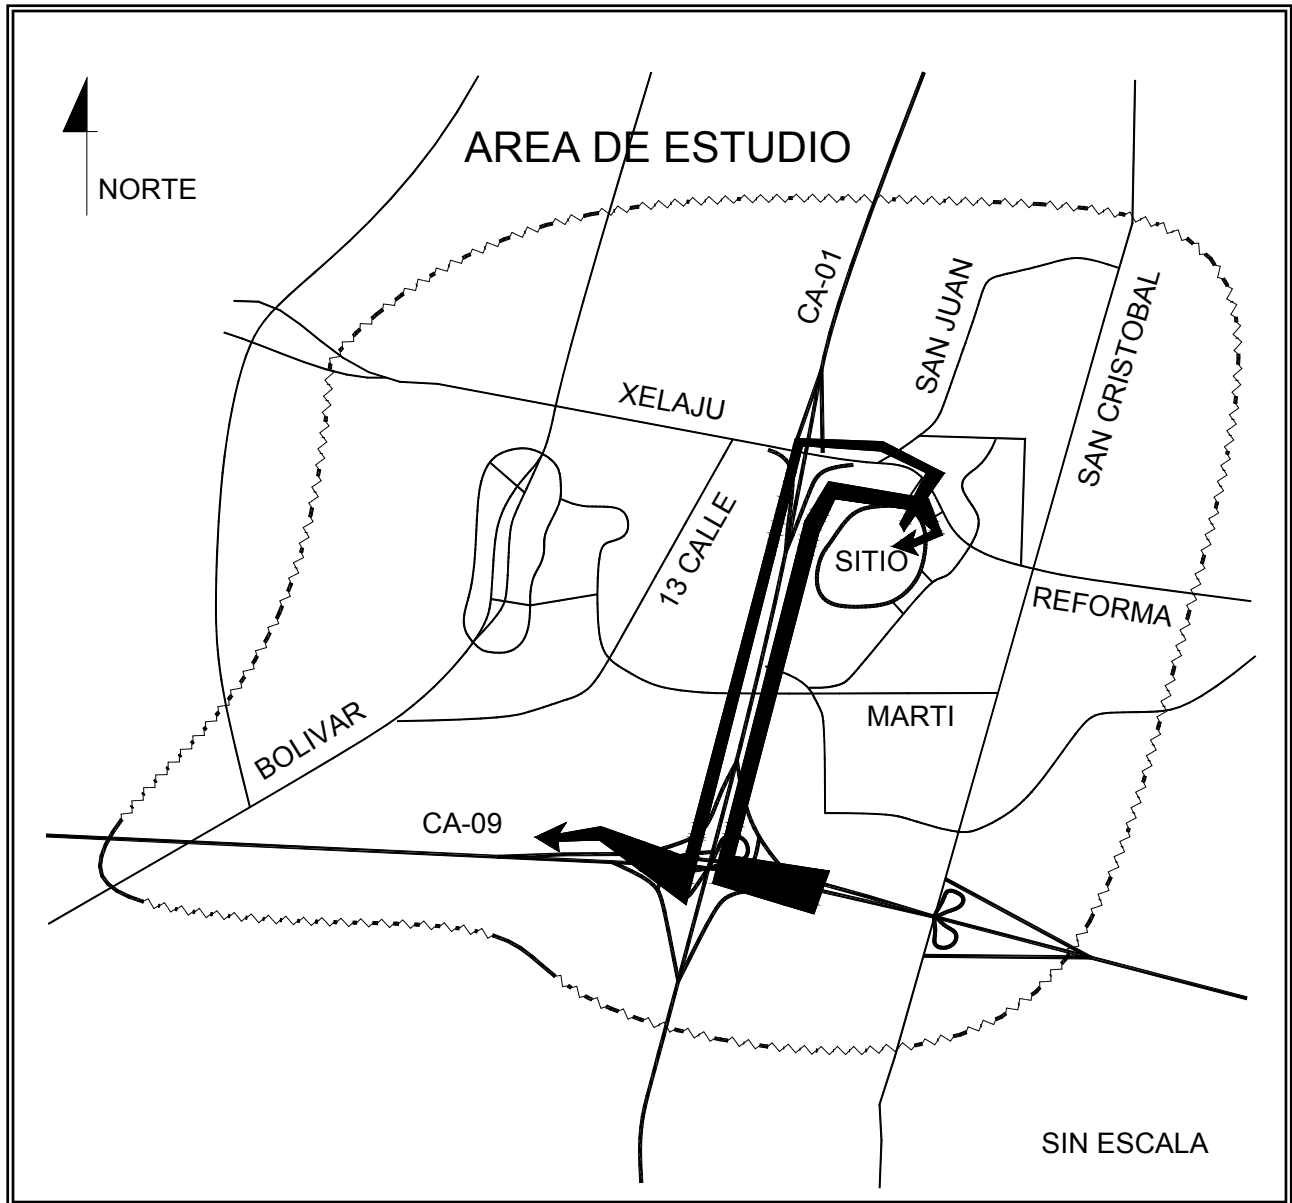 AREA DE ESTUDIO
NORTE
CA-01
SAN JUAN
SAN CRISTOBAL
XELAJU
13 CALLE
SITIO
REFORMA
MARTI
BOLIVAR
CA-09
SIN ESCALA